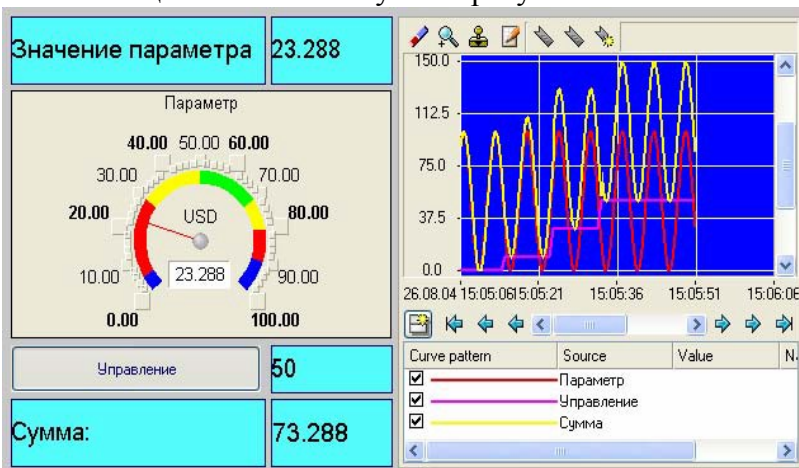 Значение параметра 23.288
Параметр
40.00 50.00 60.00
30.00 70.00
20.00 USD 80.00
10.00 23.288 90.00
0.00 100.00
Управление 50
Сумма: 73.288
150.0
112.5
75.0
37.5
0.0
26.08.04 15:05:06 15:05:21 15:05:36 15:05:51 15:06:06
Curve pattern Source Value N
Параметр
Управление
Сумма